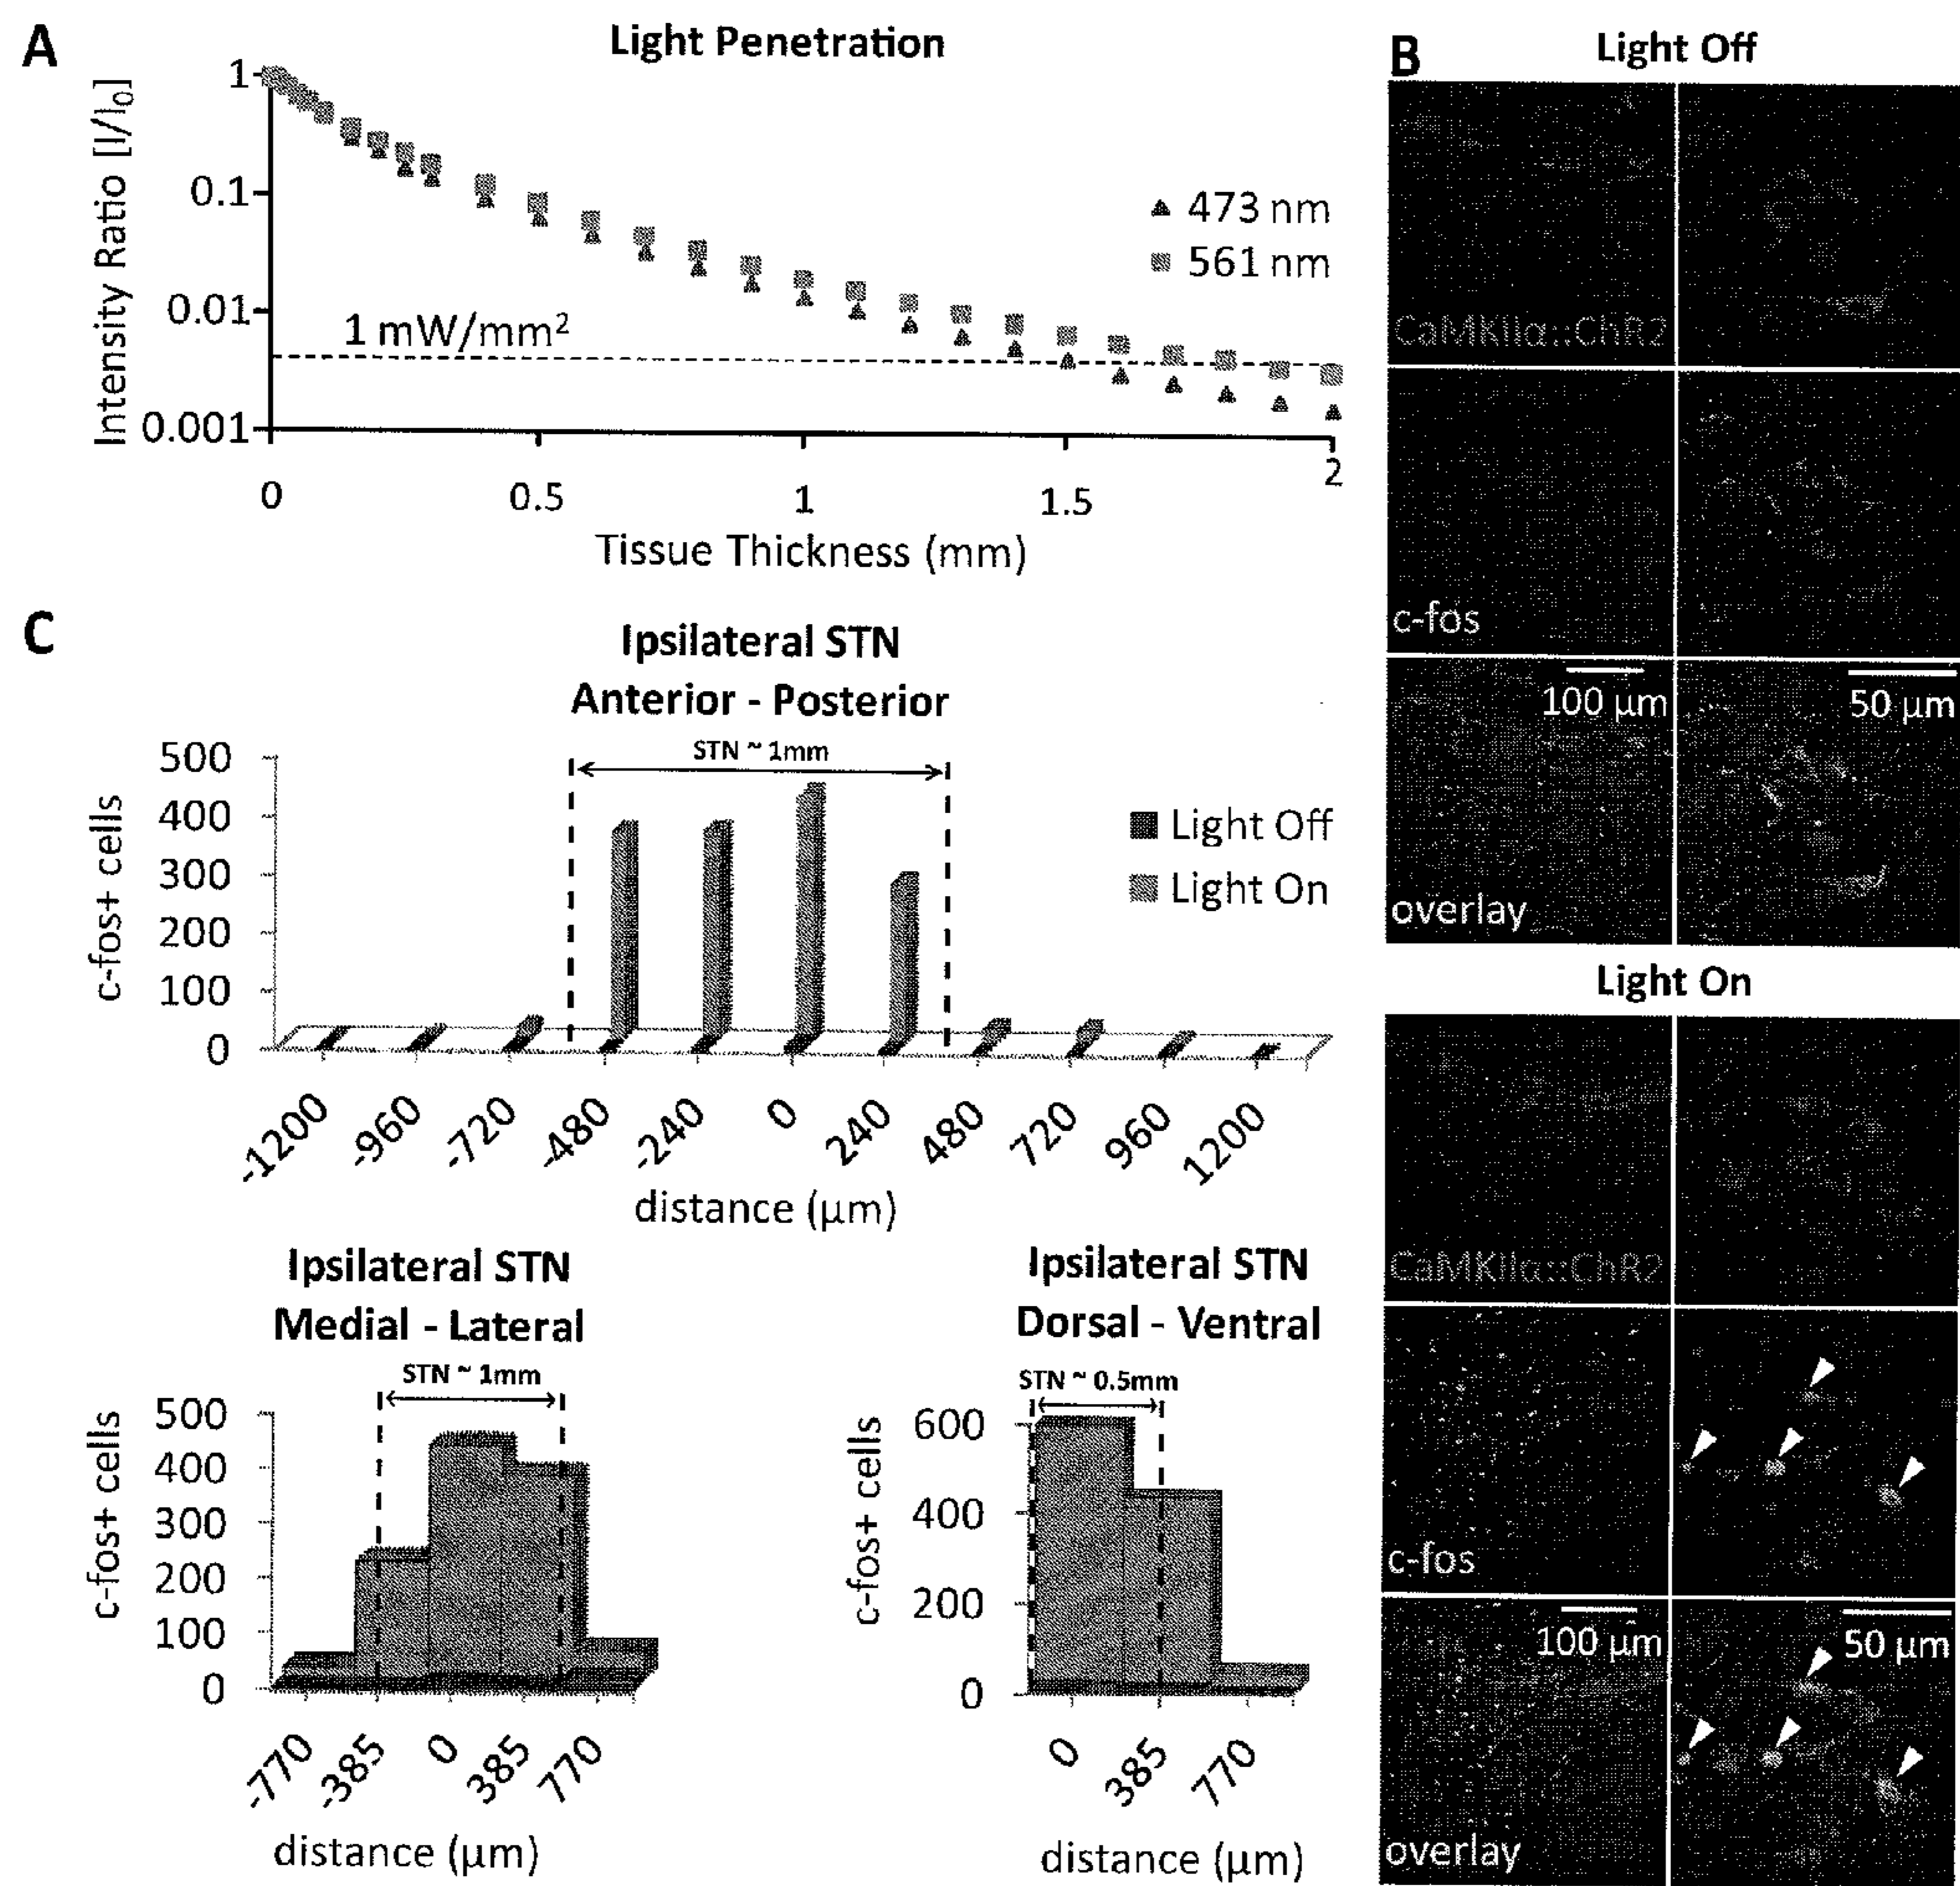 A
Light Penetration
Intensity Ratio [I/I₀]
1
0.1
0.01
0.001
1 mW/mm²
473 nm
561 nm
0
0.5
1
1.5
2
Tissue Thickness (mm)
B
Light Off
CaMKIIα::ChR2
c-fos
100 µm
50 µm
overlay
Light On
CaMKIIα::ChR2
c-fos
100 µm
50 µm
overlay
C
Ipsilateral STN
Anterior - Posterior
STN ~ 1mm
c-fos+ cells
500
400
300
200
100
0
Light Off
Light On
-1200
-960
-720
-480
-240
0
240
480
720
960
1200
distance (µm)
Ipsilateral STN
Medial - Lateral
STN ~ 1mm
c-fos+ cells
500
400
300
200
100
0
-770
-385
0
385
770
distance (µm)
Ipsilateral STN
Dorsal - Ventral
STN ~ 0.5mm
c-fos+ cells
600
400
200
0
0
385
770
distance (µm)